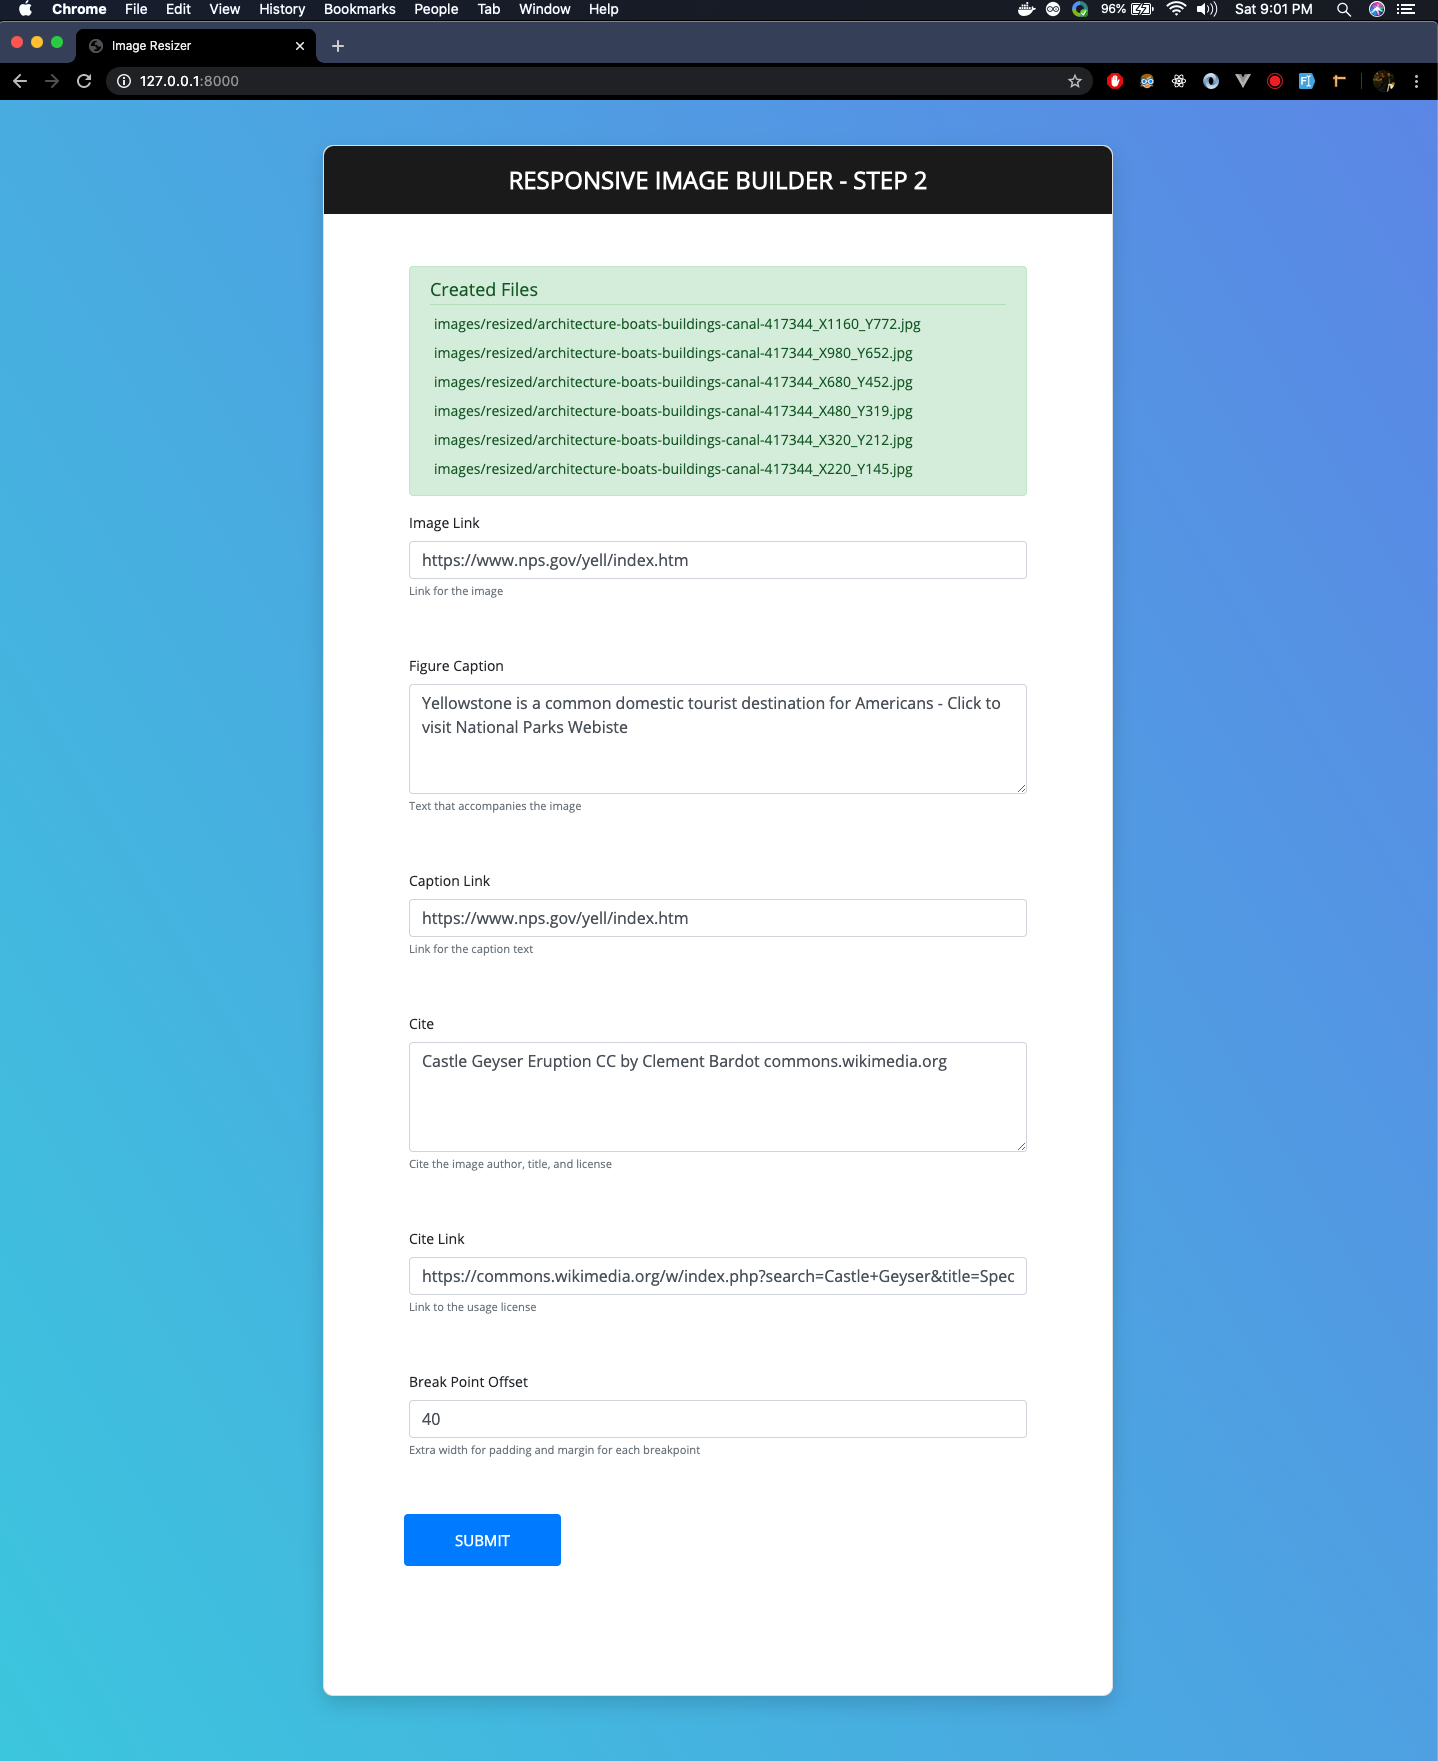 Chrome File Edit View History Bookmarks People Tab Window Help 96% Sat 9:01 PM
Image Resizer
127.0.0.1:8000
RESPONSIVE IMAGE BUILDER - STEP 2
Created Files
images/resized/architecture-boats-buildings-canal-417344_X1160_Y772.jpg
images/resized/architecture-boats-buildings-canal-417344_X980_Y652.jpg
images/resized/architecture-boats-buildings-canal-417344_X680_Y452.jpg
images/resized/architecture-boats-buildings-canal-417344_X480_Y319.jpg
images/resized/architecture-boats-buildings-canal-417344_X320_Y212.jpg
images/resized/architecture-boats-buildings-canal-417344_X220_Y145.jpg
Image Link
https://www.nps.gov/yell/index.htm
Link for the image
Figure Caption
Yellowstone is a common domestic tourist destination for Americans - Click to
visit National Parks Webiste
Text that accompanies the image
Caption Link
https://www.nps.gov/yell/index.htm
Link for the caption text
Cite
Castle Geyser Eruption CC by Clement Bardot commons.wikimedia.org
Cite the image author, title, and license
Cite Link
https://commons.wikimedia.org/w/index.php?search=Castle+Geyser&title=Spec
Link to the usage license
Break Point Offset
40
Extra width for padding and margin for each breakpoint
SUBMIT